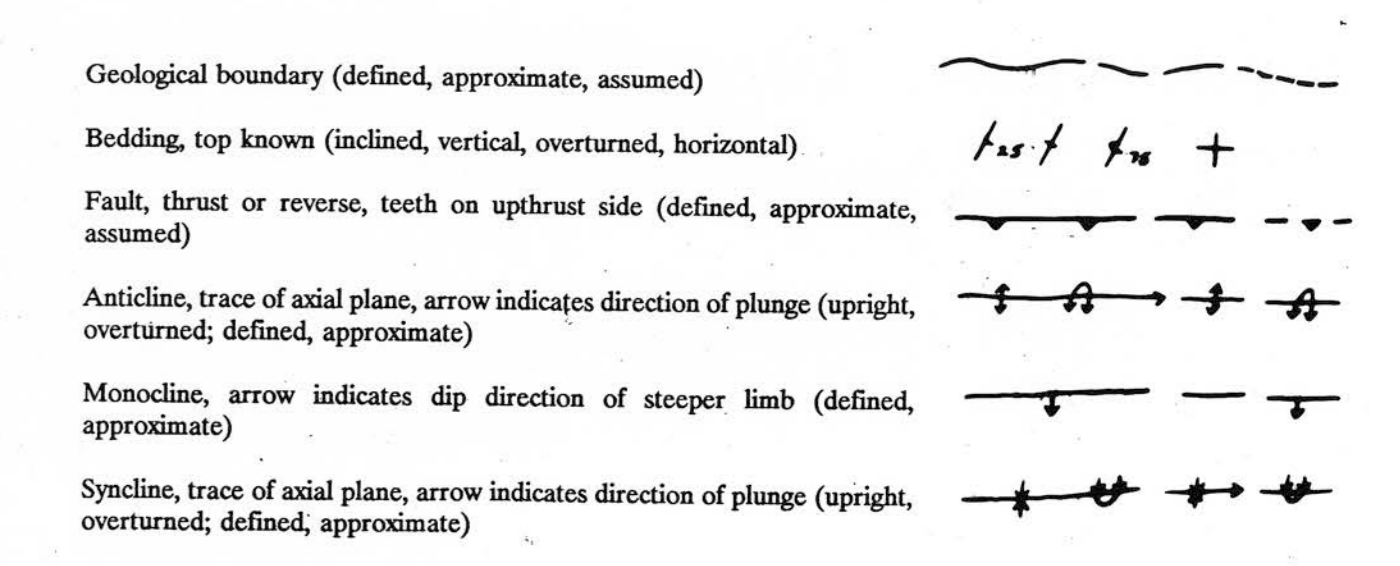 Geological boundary (defined, approximate, assumed)
Bedding, top known (inclined, vertical, overturned, horizontal)
25
Fault, thrust or reverse, teeth on upthrust side (defined, approximate,
assumed)
Anticline, trace of axial plane, arrow indicates direction of plunge (upright,
overturned; defined, approximate)
Monocline, arrow indicates dip direction of steeper limb (defined,
approximate)
Syncline, trace of axial plane, arrow indicates direction of plunge (upright,
overturned; defined, approximate)